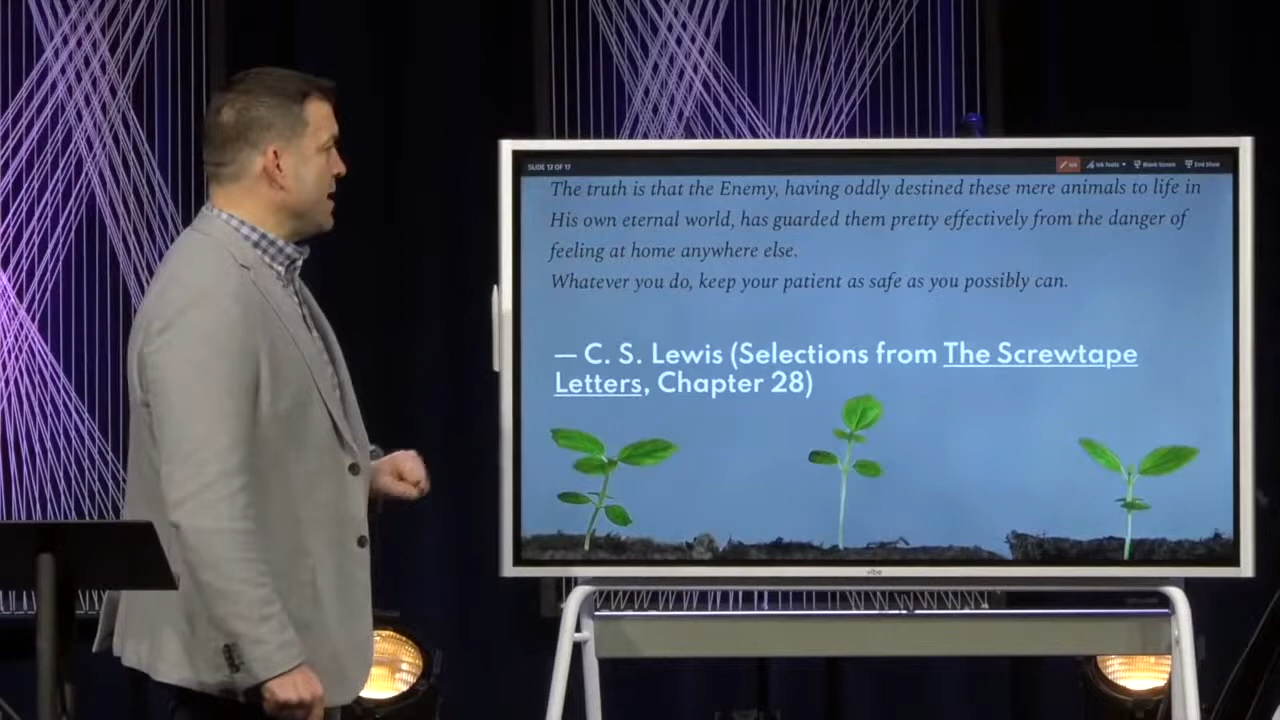 SLIDE 12 OF 17
Ink Ink Tools Blank Screen End Show
The truth is that the Enemy, having oddly destined these mere animals to life in
His own eternal world, has guarded them pretty effectively from the danger of
feeling at home anywhere else.
Whatever you do, keep your patient as safe as you possibly can.
— C. S. Lewis (Selections from The Screwtape
Letters, Chapter 28)
vibe